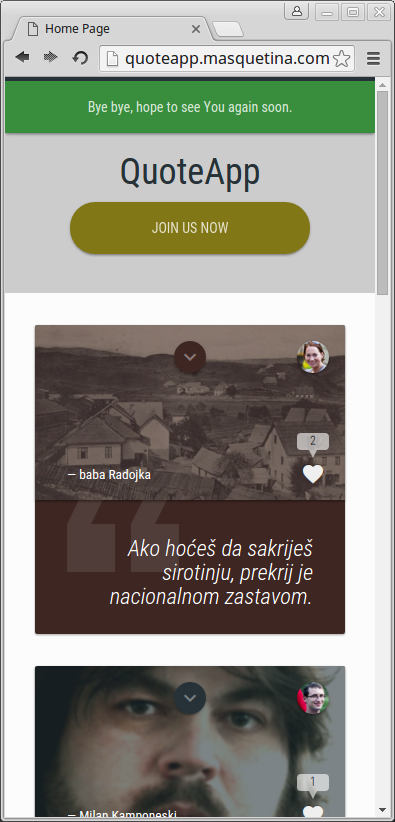 Home Page
quoteapp.masquetina.com
Bye bye, hope to see You again soon.
QuoteApp
JOIN US NOW
2
— baba Radojka
Ako hoćeš da sakriješ
sirotinju, prekrij je
nacionalnom zastavom.
1
— Milan Kamponeski